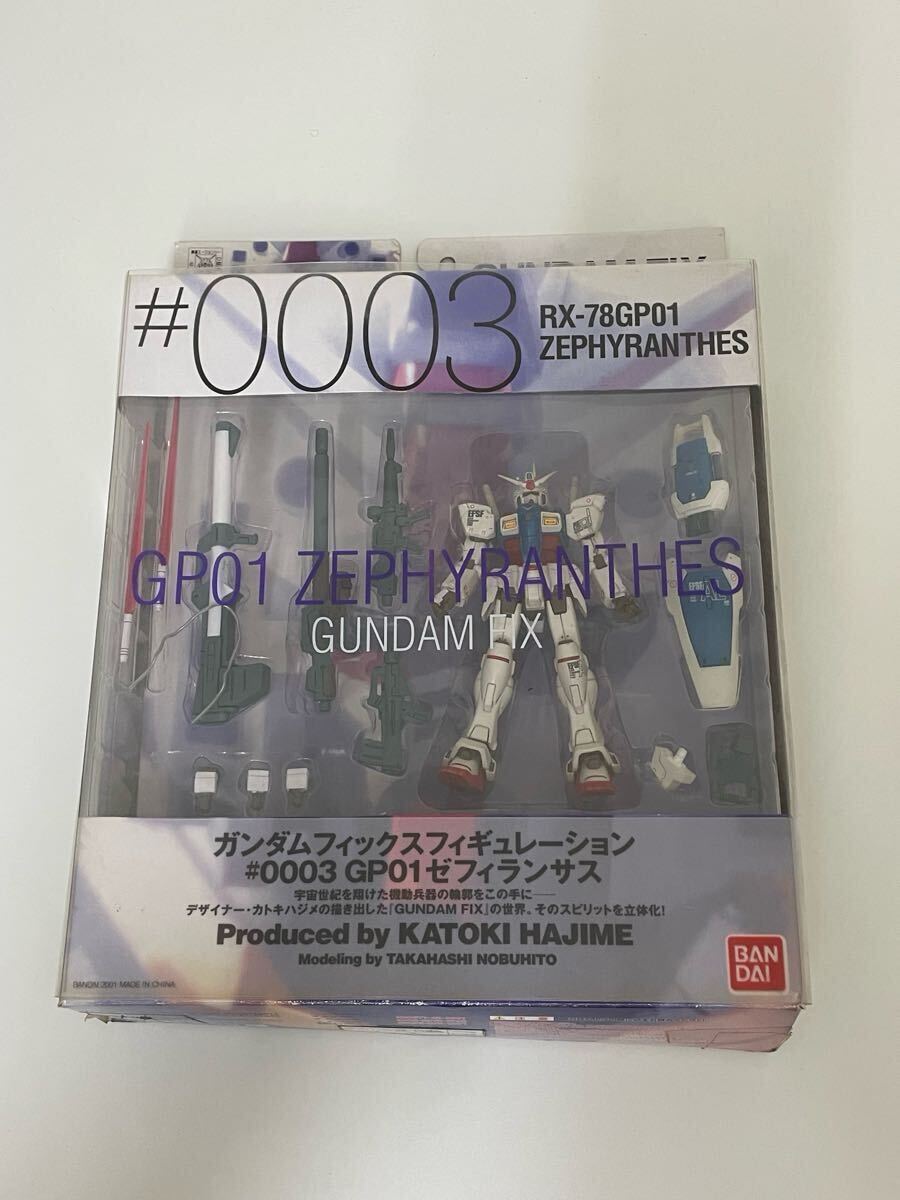 GUNDAM FIX
#0003
RX-78GP01
ZEPHYRANTHES
EFSF
GP01 ZEPHYRANTHES
GUNDAM FIX
ガンダムフィックスフィギュレーション
#0003 GP01ゼフィランサス
宇宙世紀を翔けた機動兵器の輪郭をこの手に——
デザイナー・カトキハジメの描き出した『GUNDAM FIX』の世界。そのスピリットを立体化!
Produced by KATOKI HAJIME
Modeling by TAKAHASHI NOBUHITO
BAN
DAI
BANDAI 2001 MADE IN CHINA